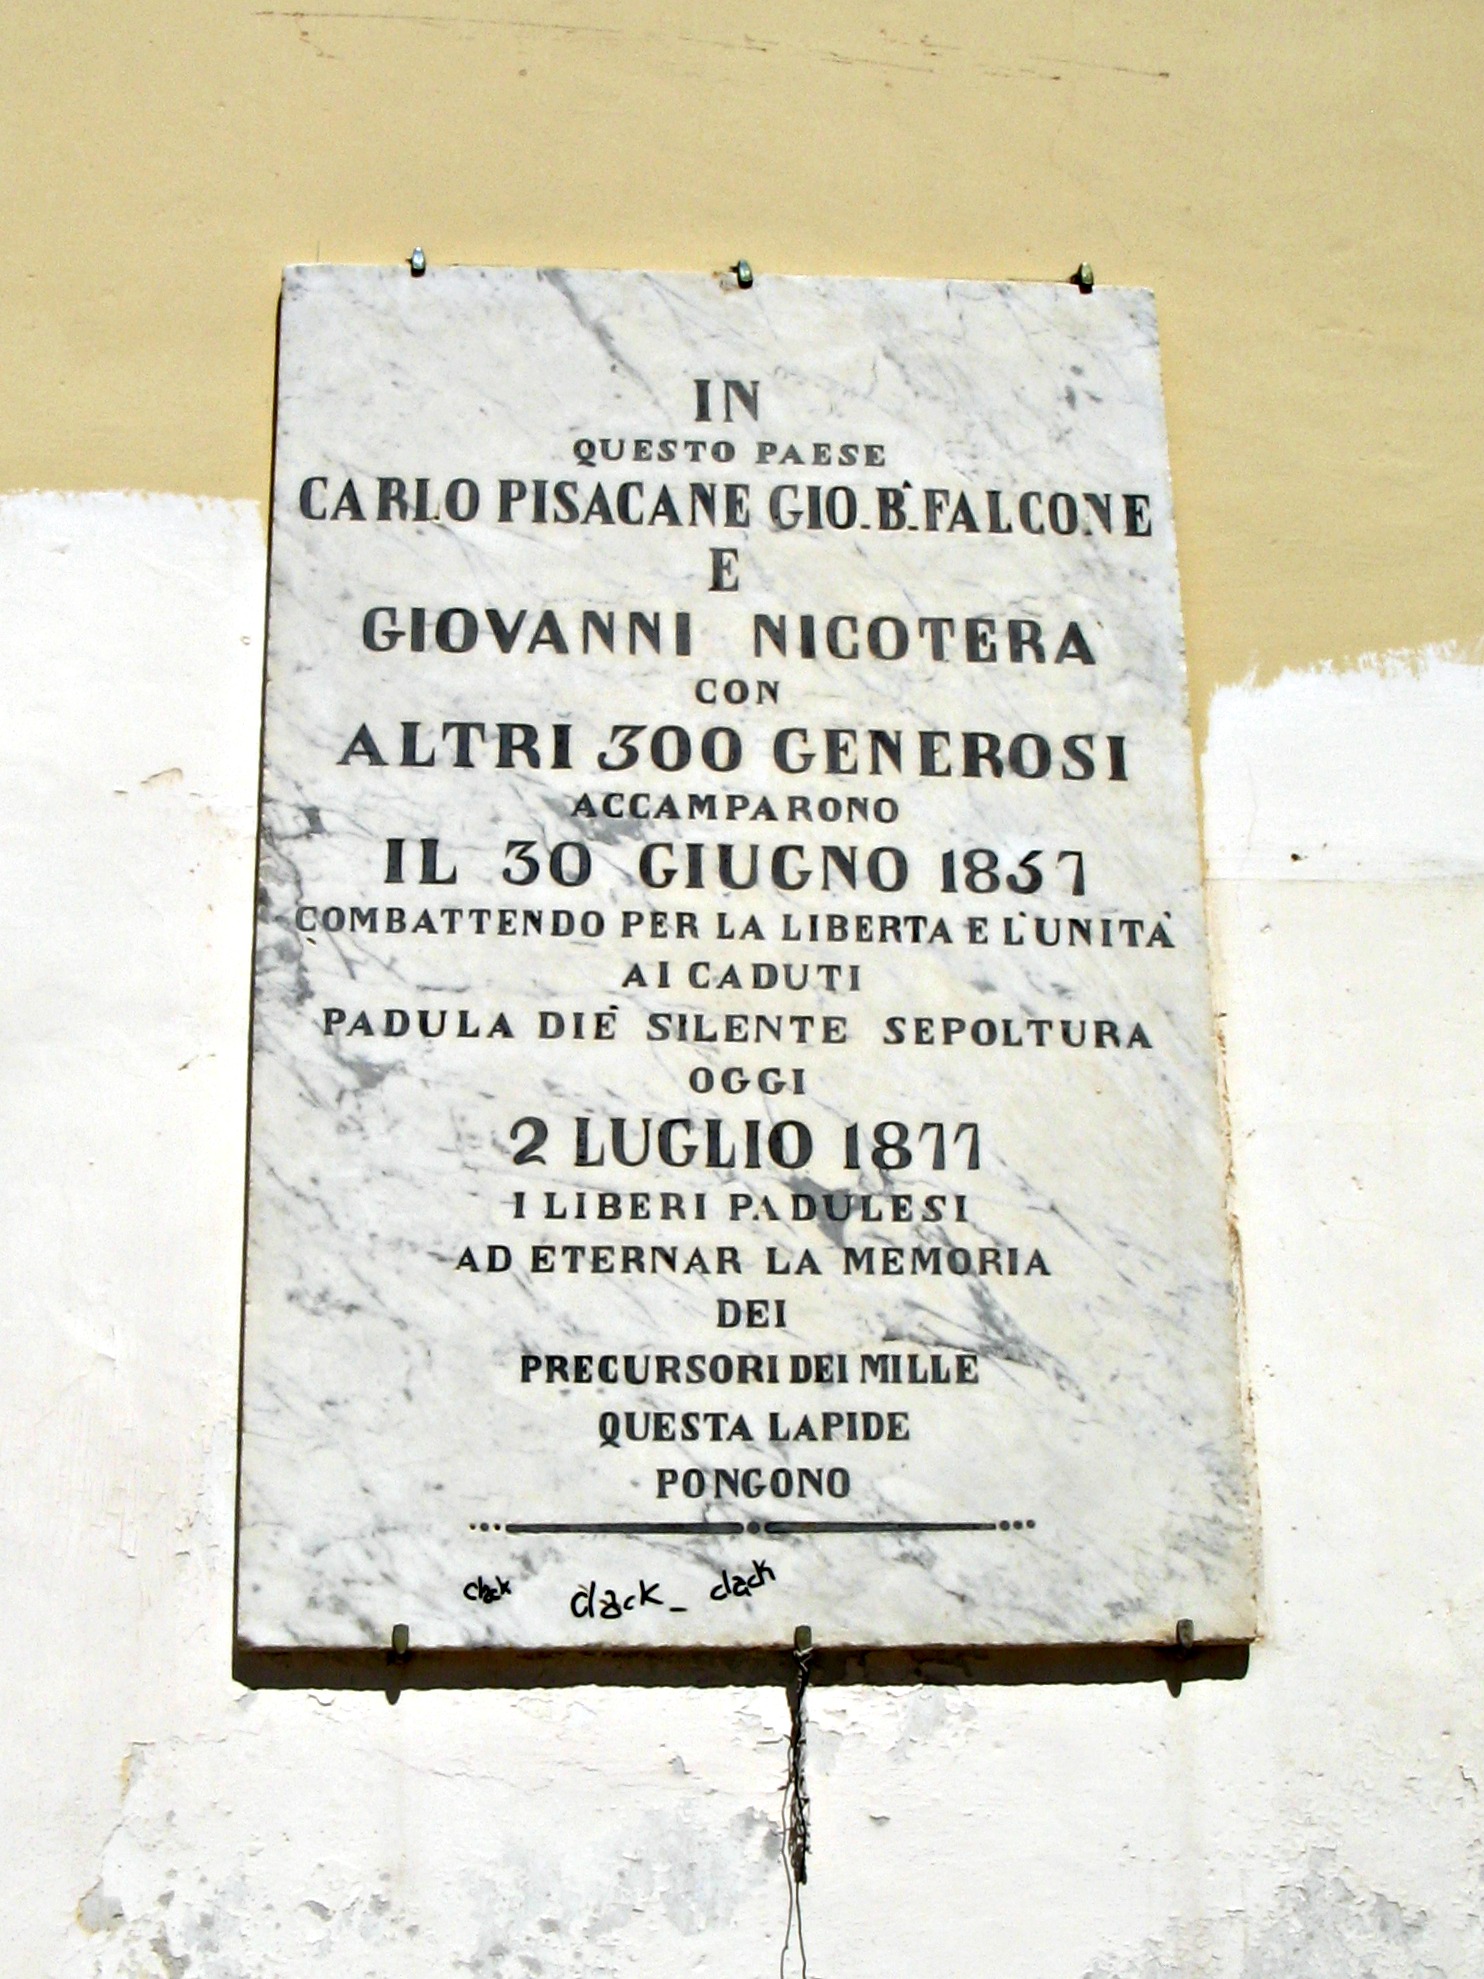 IN
QUESTO PAESE
CARLO PISACANE GIO. Bᴬ. FALCONE
E
GIOVANNI NICOTERA
CON
ALTRI 300 GENEROSI
ACCAMPARONO
IL 30 GIUGNO 1857
COMBATTENDO PER LA LIBERTA E L'UNITÀ
AI CADUTI
PADULA DIE' SILENTE SEPOLTURA
OGGI
2 LUGLIO 1877
I LIBERI PADULESI
AD ETERNAR LA MEMORIA
DEI
PRECURSORI DEI MILLE
QUESTA LAPIDE
PONGONO
clack clack_ clack